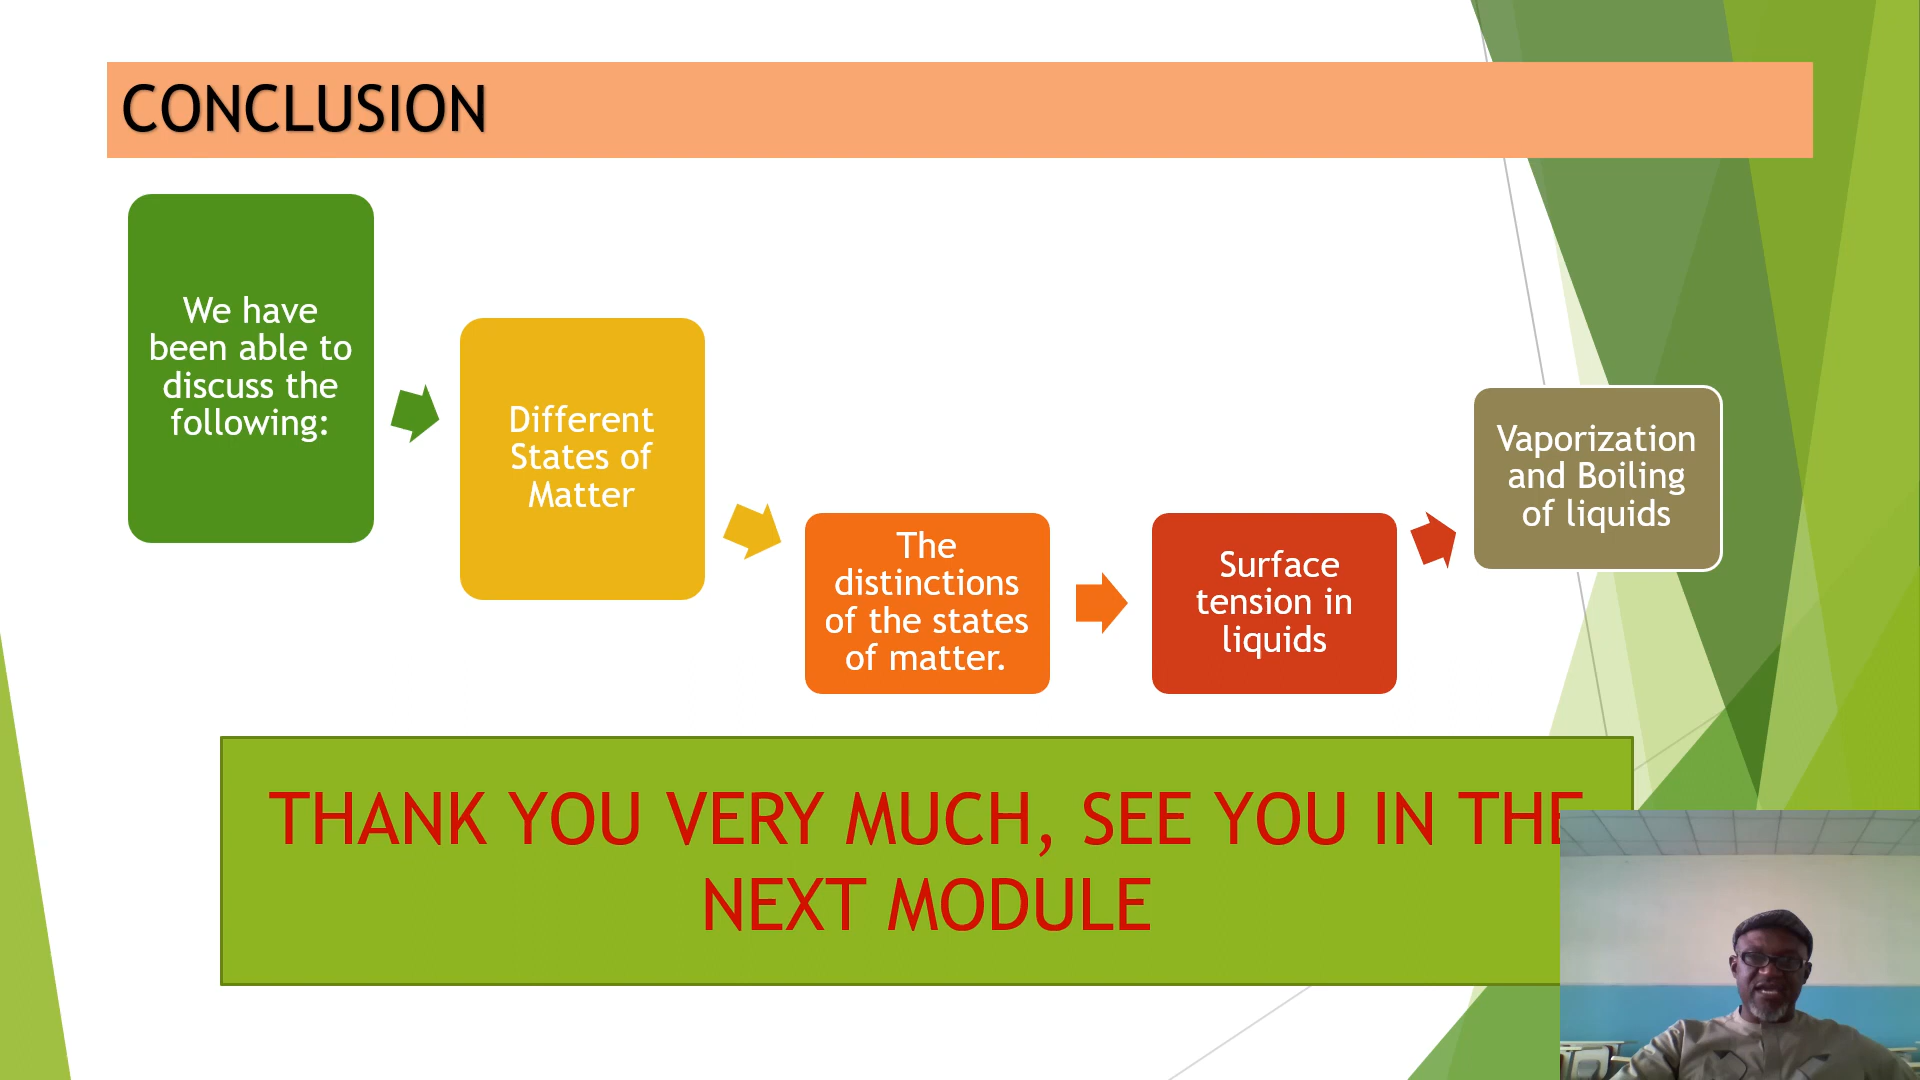 CONCLUSION
We have
been able to
discuss the
following:
Different
States of
Matter
The
distinctions
of the states
of matter.
Surface
tension in
liquids
Vaporization
and Boiling
of liquids
THANK YOU VERY MUCH, SEE YOU IN THE
NEXT MODULE